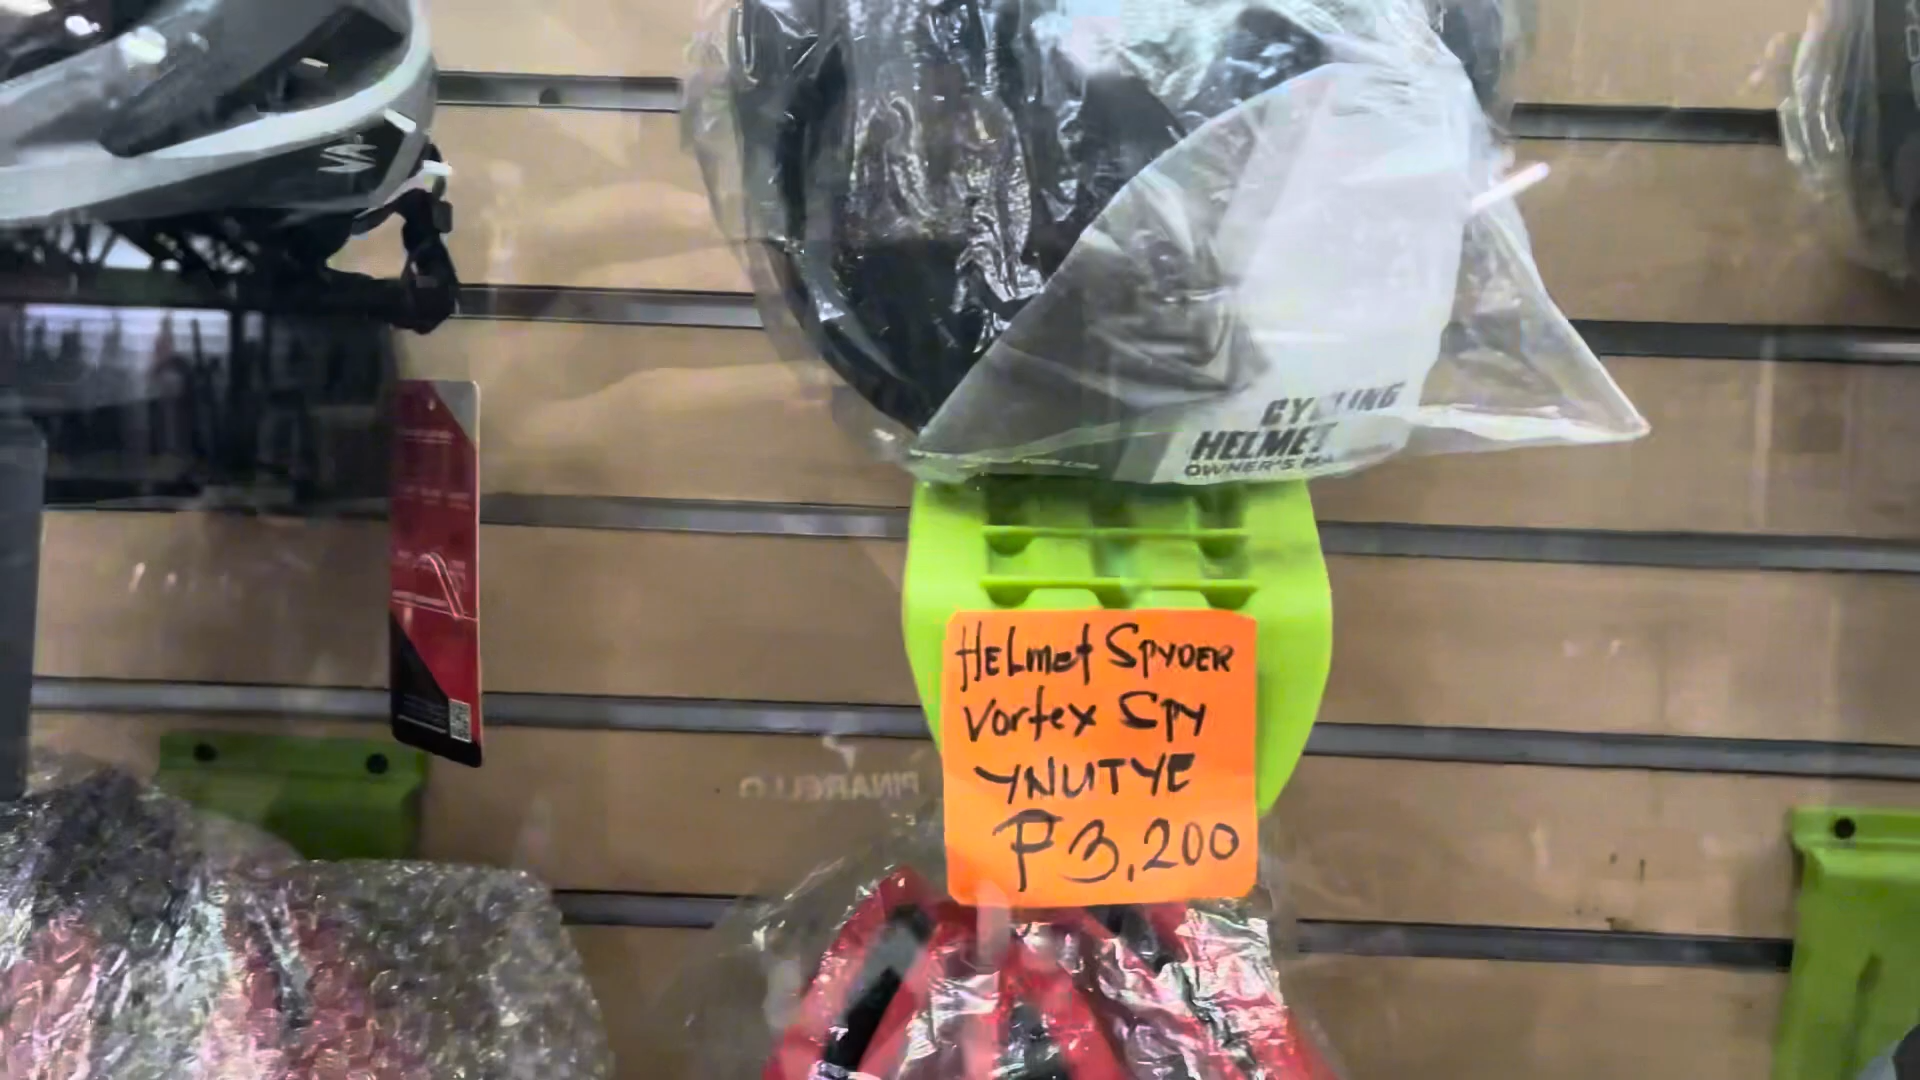 CYCLING
HELMET
OWNER'S MA
HELmet SPYDER
Vortex SPY
YNUTYE
₱3,200
PINARELLO